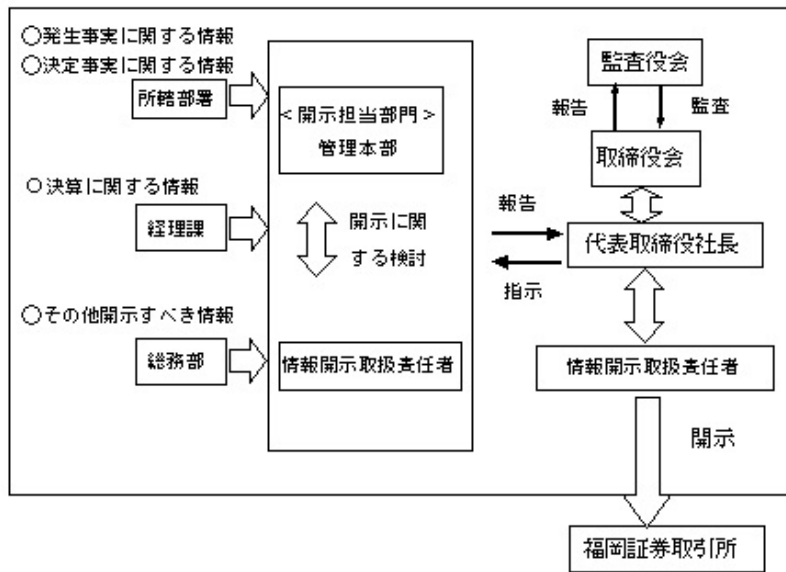 ○発生事実に関する情報
○決定事実に関する情報
所轄部署
<開示担当部門>
管理本部
○決算に関する情報
経理課
開示に関
する検討
○その他開示すべき情報
総務部
情報開示取扱責任者
監査役会
報告
監査
取締役会
報告
代表取締役社長
指示
情報開示取扱責任者
開示
福岡証券取引所